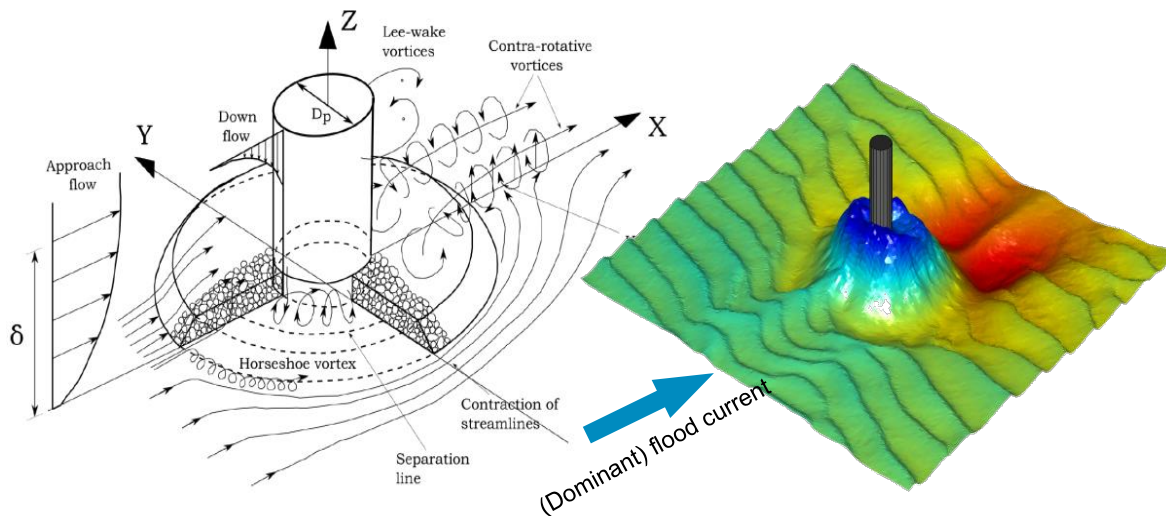 Z
Lee-wake
vortices
Contra-rotative
vortices
Dp
X
Y
Down
flow
Approach
flow
δ
Horseshoe vortex
Contraction of
streamlines
Separation
line
(Dominant) flood current